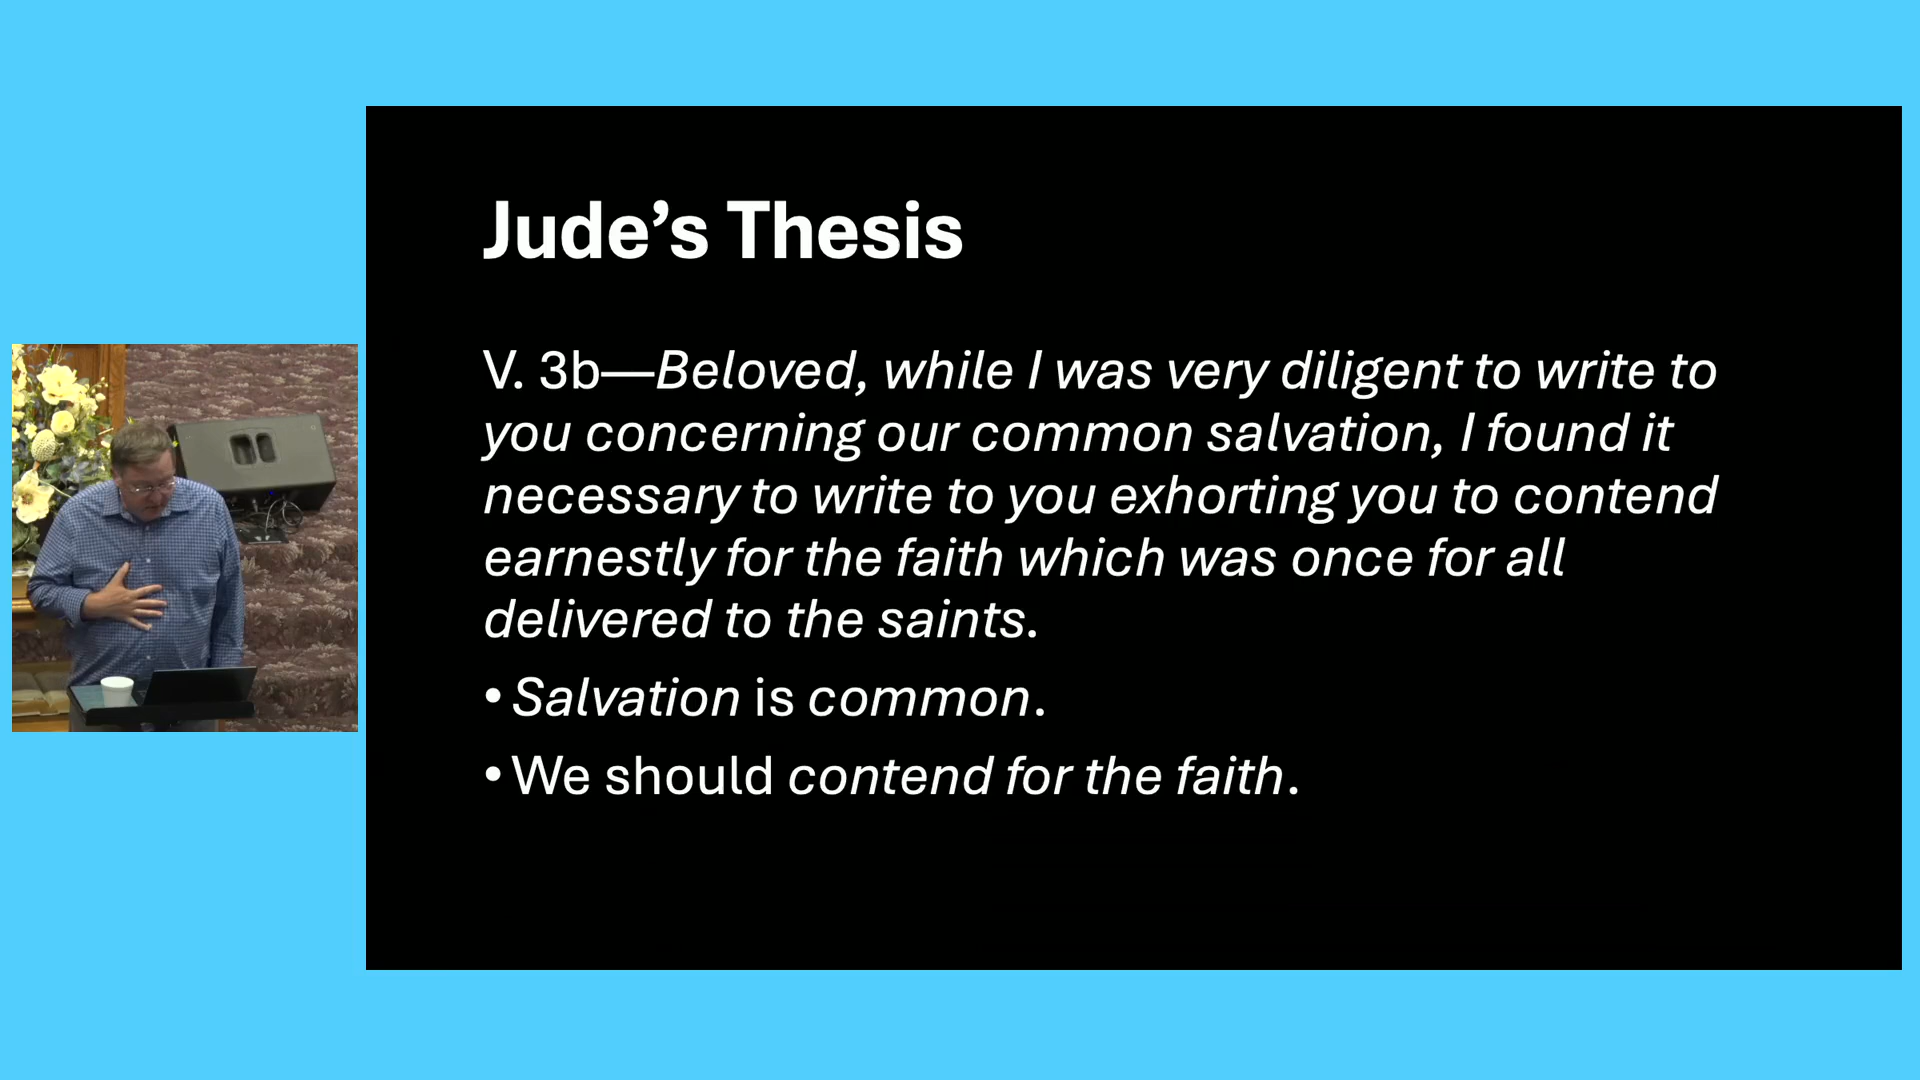 Jude’s Thesis
V. 3b—Beloved, while I was very diligent to write to
you concerning our common salvation, I found it
necessary to write to you exhorting you to contend
earnestly for the faith which was once for all
delivered to the saints.
• Salvation is common.
• We should contend for the faith.